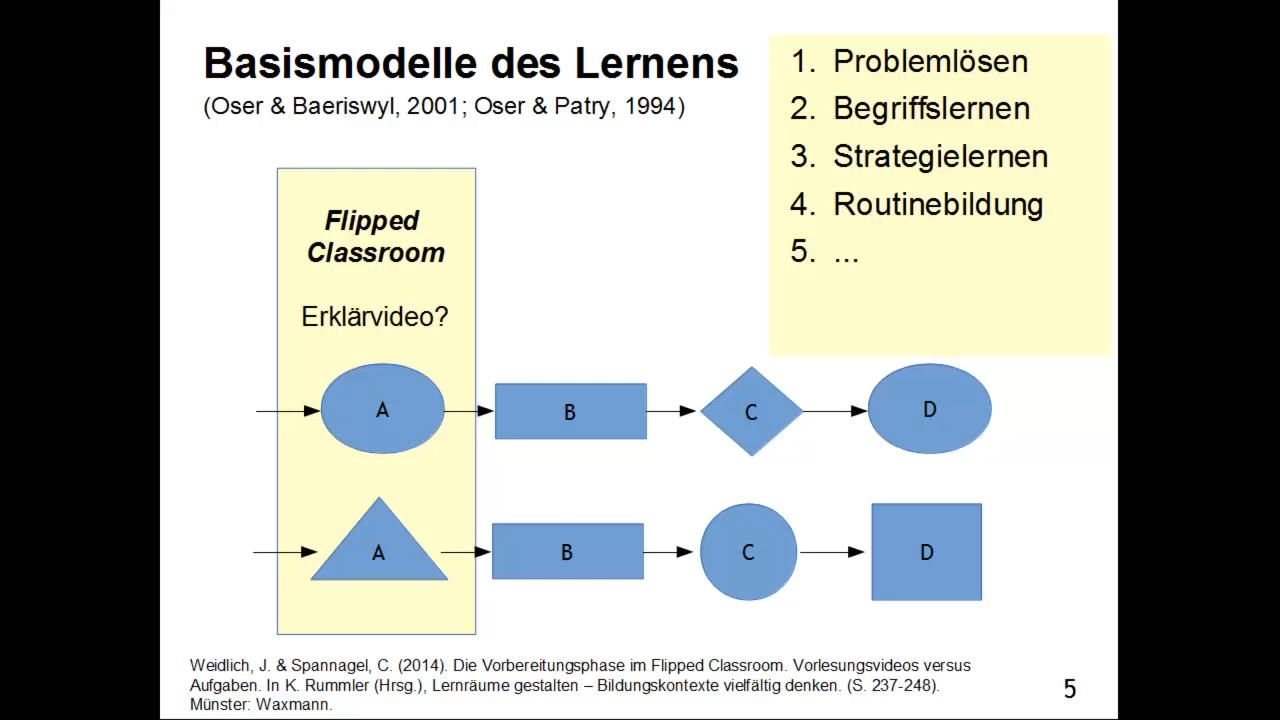 Basismodelle des Lernens
(Oser & Baeriswyl, 2001; Oser & Patry, 1994)
1. Problemlösen
2. Begriffslernen
3. Strategielernen
4. Routinebildung
5. ...
Flipped
Classroom
Erklärvideo?
A
B
C
D
A
B
C
D
Weidlich, J. & Spannagel, C. (2014). Die Vorbereitungsphase im Flipped Classroom. Vorlesungsvideos versus
Aufgaben. In K. Rummler (Hrsg.), Lernräume gestalten – Bildungskontexte vielfältig denken. (S. 237-248).
Münster: Waxmann.
5